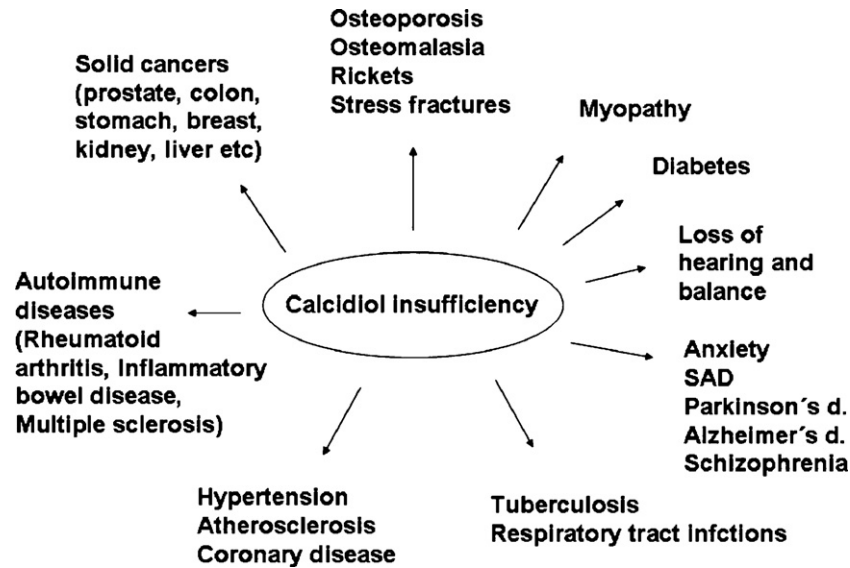 Osteoporosis
Osteomalasia
Rickets
Stress fractures
Solid cancers
(prostate, colon,
stomach, breast,
kidney, liver etc)
Myopathy
Diabetes
Loss of
hearing and
balance
Calcidiol insufficiency
Autoimmune
diseases
(Rheumatoid
arthritis, Inflammatory
bowel disease,
Multiple sclerosis)
Anxiety
SAD
Parkinson´s d.
Alzheimer´s d.
Schizophrenia
Hypertension
Atherosclerosis
Coronary disease
Tuberculosis
Respiratory tract infctions